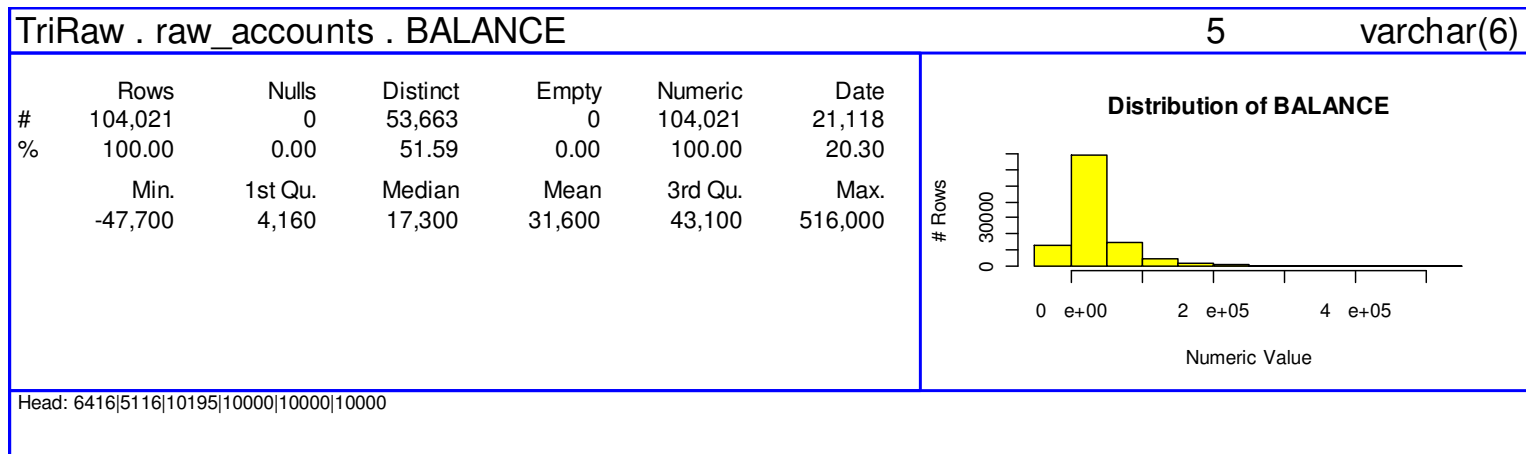 TriRaw . raw_accounts . BALANCE 5 varchar(6)
Rows Nulls Distinct Empty Numeric Date
# 104,021 0 53,663 0 104,021 21,118
% 100.00 0.00 51.59 0.00 100.00 20.30
Min. 1st Qu. Median Mean 3rd Qu. Max.
-47,700 4,160 17,300 31,600 43,100 516,000
Distribution of BALANCE
# Rows
0 30000
0 e+00 2 e+05 4 e+05
Numeric Value
Head: 6416|5116|10195|10000|10000|10000